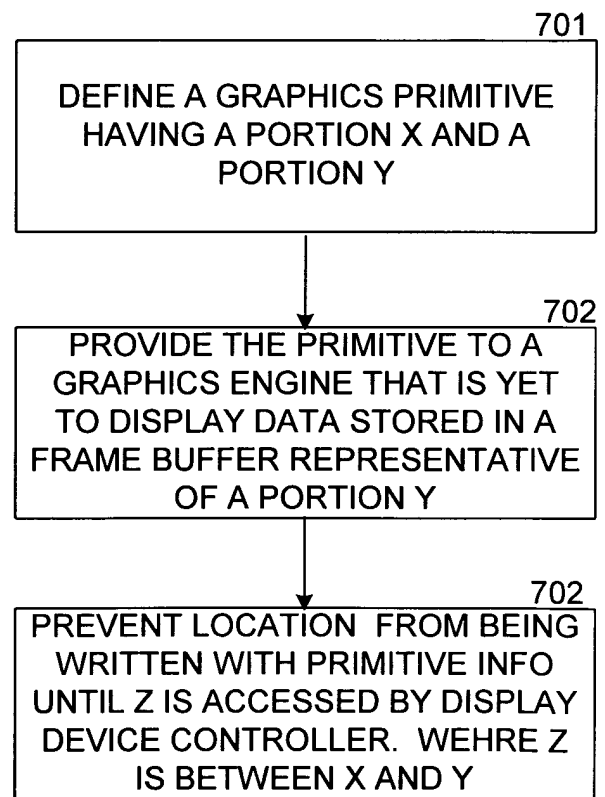 701
DEFINE A GRAPHICS PRIMITIVE
HAVING A PORTION X AND A
PORTION Y
702
PROVIDE THE PRIMITIVE TO A
GRAPHICS ENGINE THAT IS YET
TO DISPLAY DATA STORED IN A
FRAME BUFFER REPRESENTATIVE
OF A PORTION Y
702
PREVENT LOCATION FROM BEING
WRITTEN WITH PRIMITIVE INFO
UNTIL Z IS ACCESSED BY DISPLAY
DEVICE CONTROLLER. WEHRE Z
IS BETWEEN X AND Y